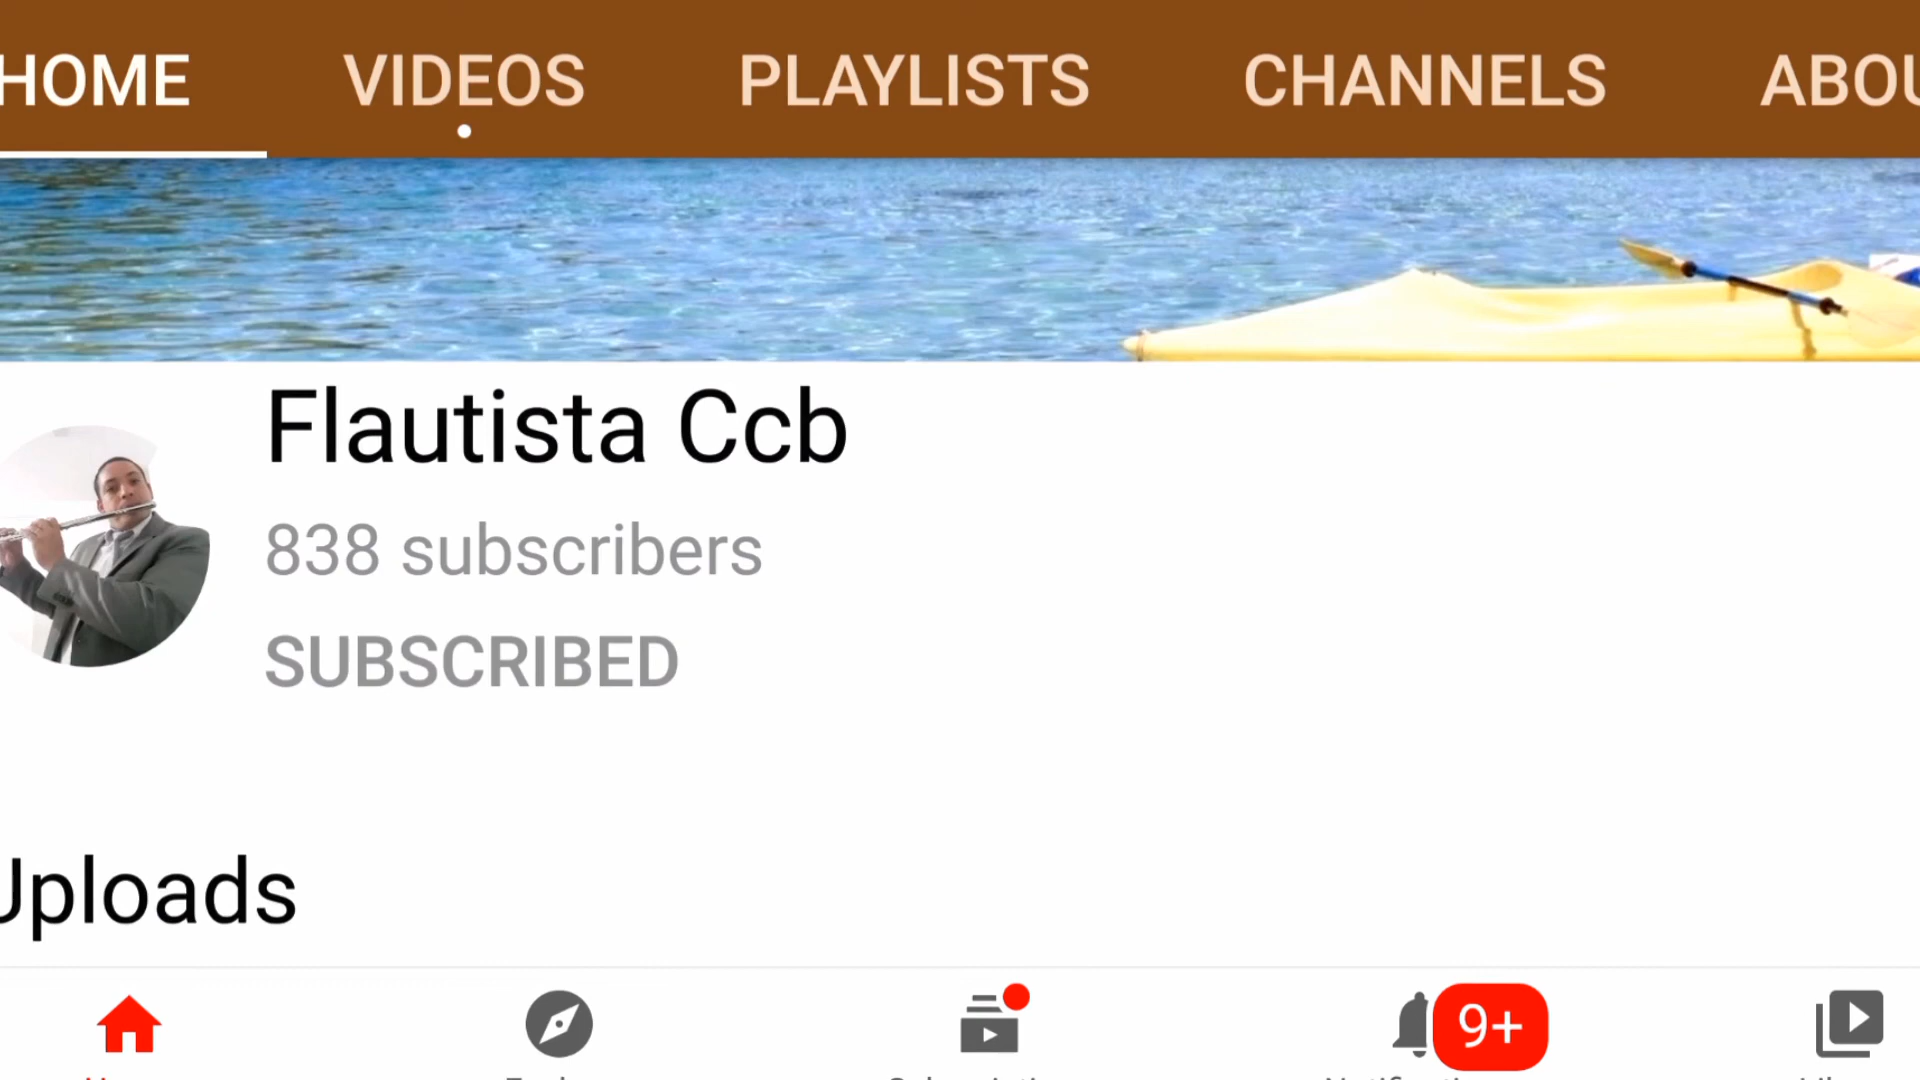 HOME VIDEOS PLAYLISTS CHANNELS
Flautista Ccb
838 subscribers
SUBSCRIBED
Uploads
9+